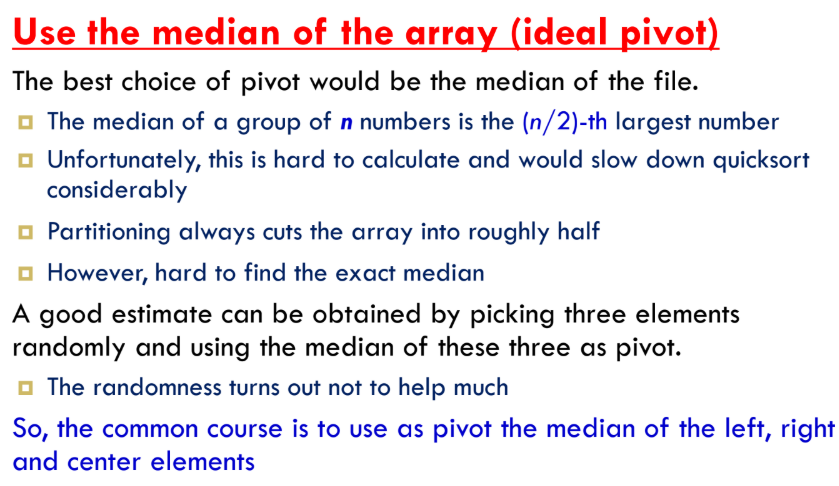 Use the median of the array (ideal pivot)
The best choice of pivot would be the median of the file.
The median of a group of n numbers is the (n/2)-th largest number
Unfortunately, this is hard to calculate and would slow down quicksort
considerably
Partitioning always cuts the array into roughly half
However, hard to find the exact median
A good estimate can be obtained by picking three elements
randomly and using the median of these three as pivot.
The randomness turns out not to help much
So, the common course is to use as pivot the median of the left, right
and center elements